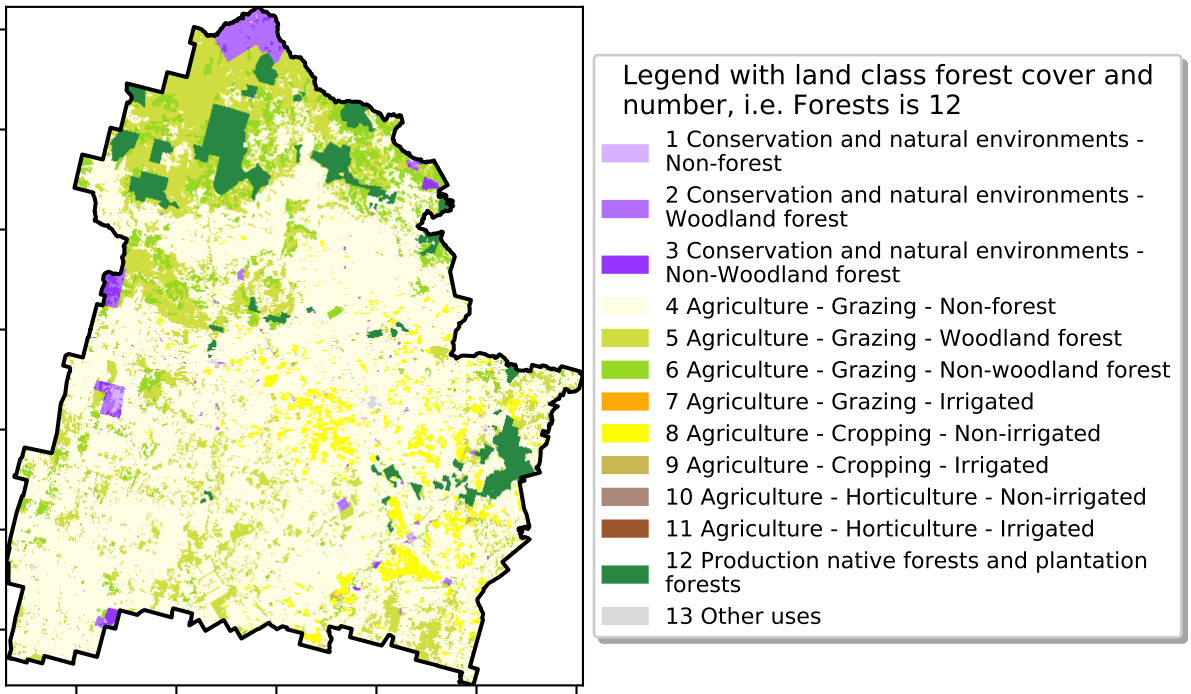 Legend with land class forest cover and
number, i.e. Forests is 12
1 Conservation and natural environments -
Non-forest
2 Conservation and natural environments -
Woodland forest
3 Conservation and natural environments -
Non-Woodland forest
4 Agriculture - Grazing - Non-forest
5 Agriculture - Grazing - Woodland forest
6 Agriculture - Grazing - Non-woodland forest
7 Agriculture - Grazing - Irrigated
8 Agriculture - Cropping - Non-irrigated
9 Agriculture - Cropping - Irrigated
10 Agriculture - Horticulture - Non-irrigated
11 Agriculture - Horticulture - Irrigated
12 Production native forests and plantation
forests
13 Other uses